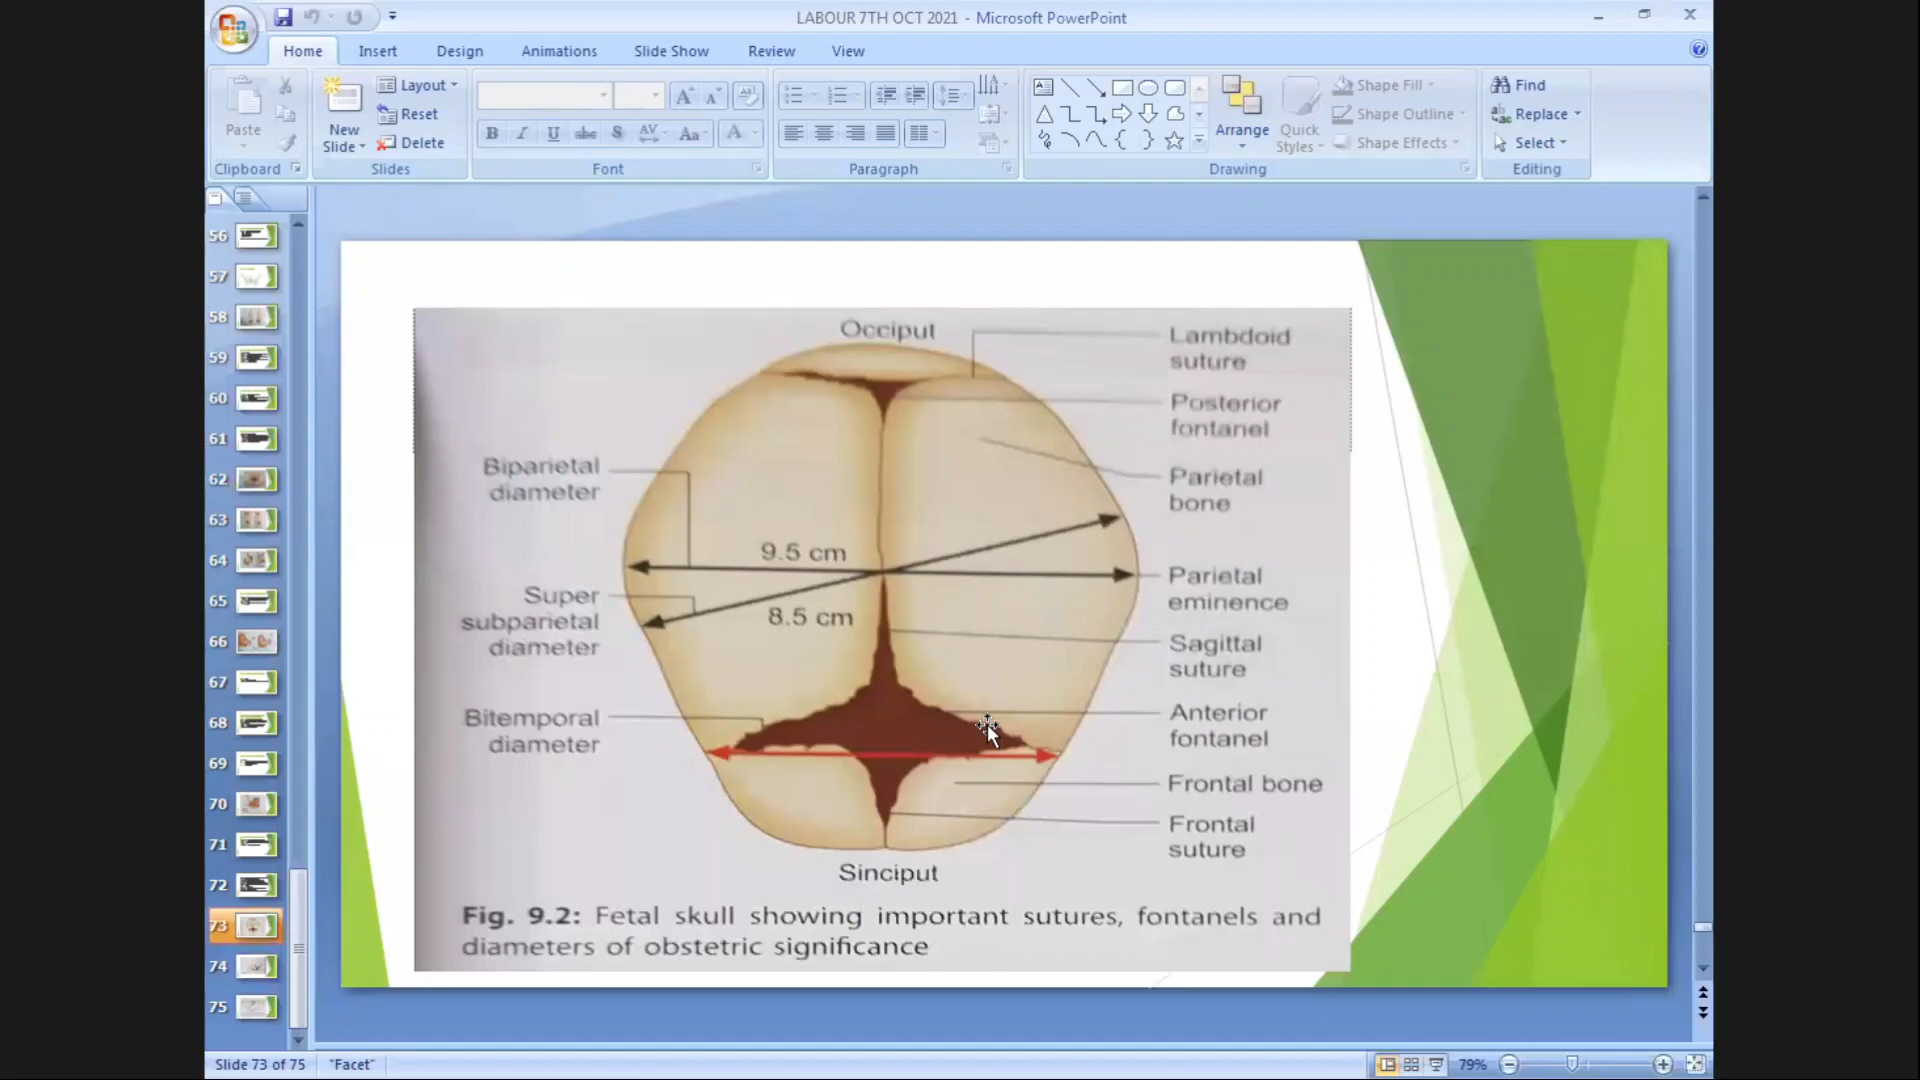 LABOUR 7TH OCT 2021 - Microsoft PowerPoint
Home Insert Design Animations Slide Show Review View
Paste
Clipboard
New
Slide
Layout
Reset
Delete
Slides
B I U abc S AV Aa A
Font
Paragraph
Arrange
Quick
Styles
Shape Fill
Shape Outline
Shape Effects
Drawing
Find
Replace
Select
Editing
56
57
58
59
60
61
62
63
64
65
66
67
68
69
70
71
72
73
74
75
Occiput
Lambdoid
suture
Posterior
fontanel
Parietal
bone
Parietal
eminence
Sagittal
suture
Anterior
fontanel
Frontal bone
Frontal
suture
Biparietal
diameter
9.5 cm
Super
subparietal
diameter
8.5 cm
Bitemporal
diameter
Sinciput
Fig. 9.2: Fetal skull showing important sutures, fontanels and
diameters of obstetric significance
Slide 73 of 75 "Facet" 79%